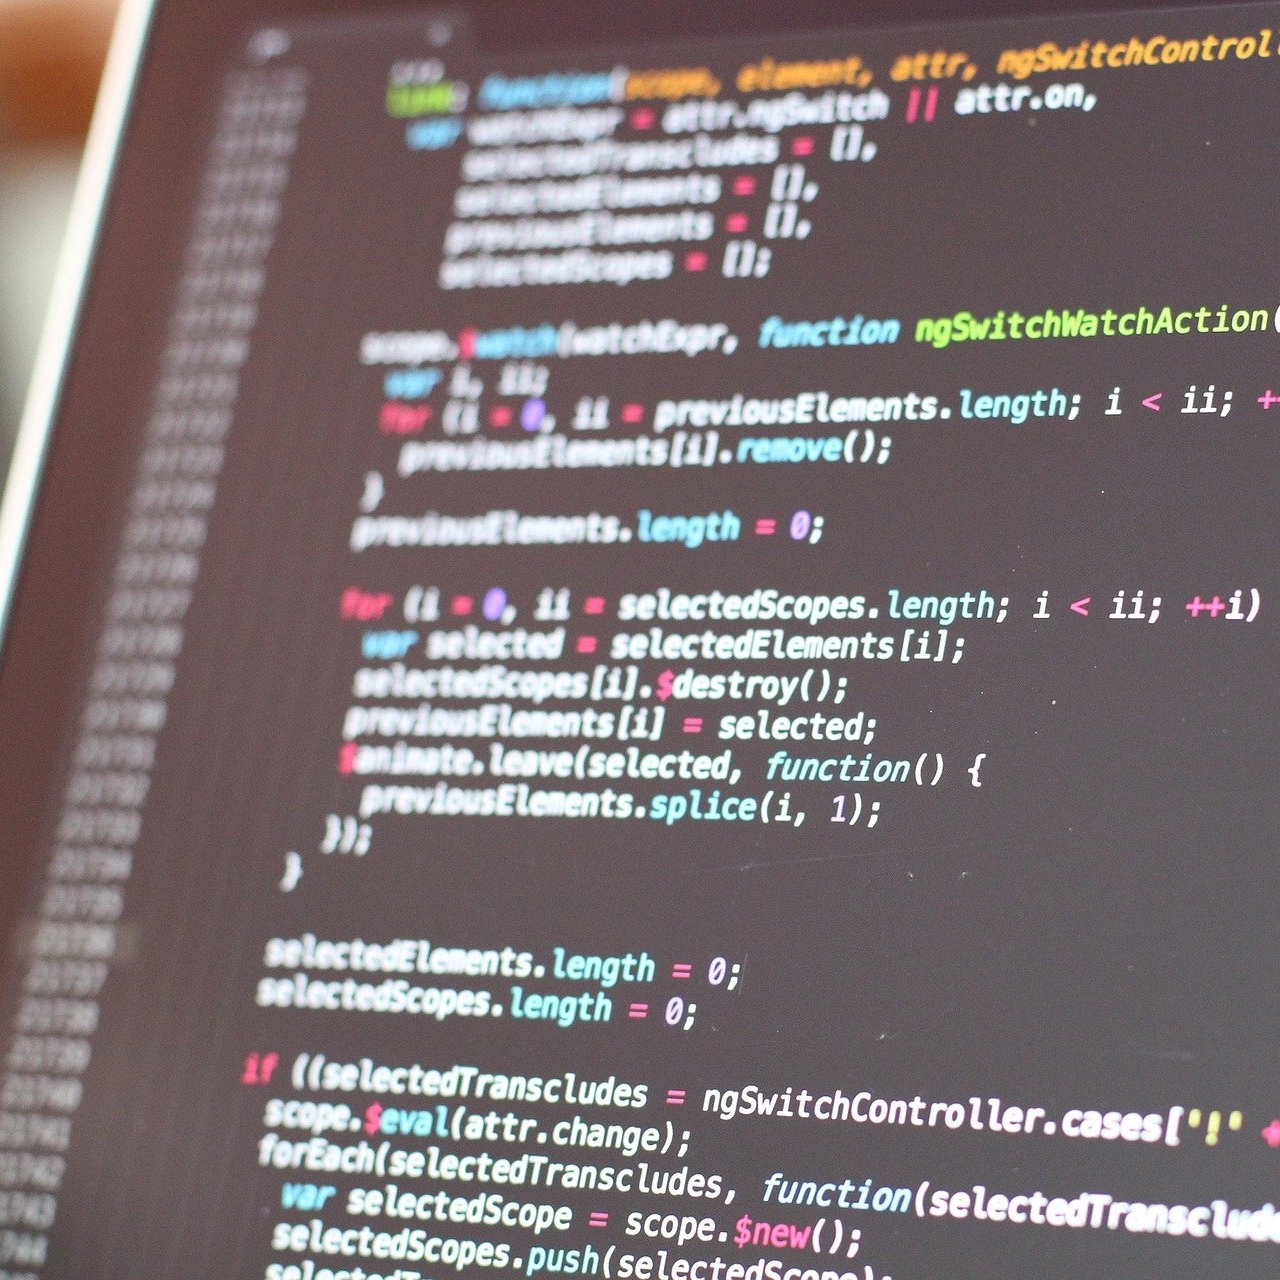 link: function(scope, element, attr, ngSwitchControll
var watchExpr = attr.ngSwitch || attr.on,
selectedTranscludes = [],
selectedElements = [],
previousElements = [],
selectedScopes = [];
scope.$watch(watchExpr, function ngSwitchWatchAction(
var i, ii;
for (i = 0, ii = previousElements.length; i < ii; +
previousElements[i].remove();
}
previousElements.length = 0;
for (i = 0, ii = selectedScopes.length; i < ii; ++i)
var selected = selectedElements[i];
selectedScopes[i].$destroy();
previousElements[i] = selected;
$animate.leave(selected, function() {
previousElements.splice(i, 1);
});
}
selectedElements.length = 0;
selectedScopes.length = 0;
if ((selectedTranscludes = ngSwitchController.cases['!' +
scope.$eval(attr.change);
forEach(selectedTranscludes, function(selectedTransclud
var selectedScope = scope.$new();
selectedScopes.push(selectedScope);